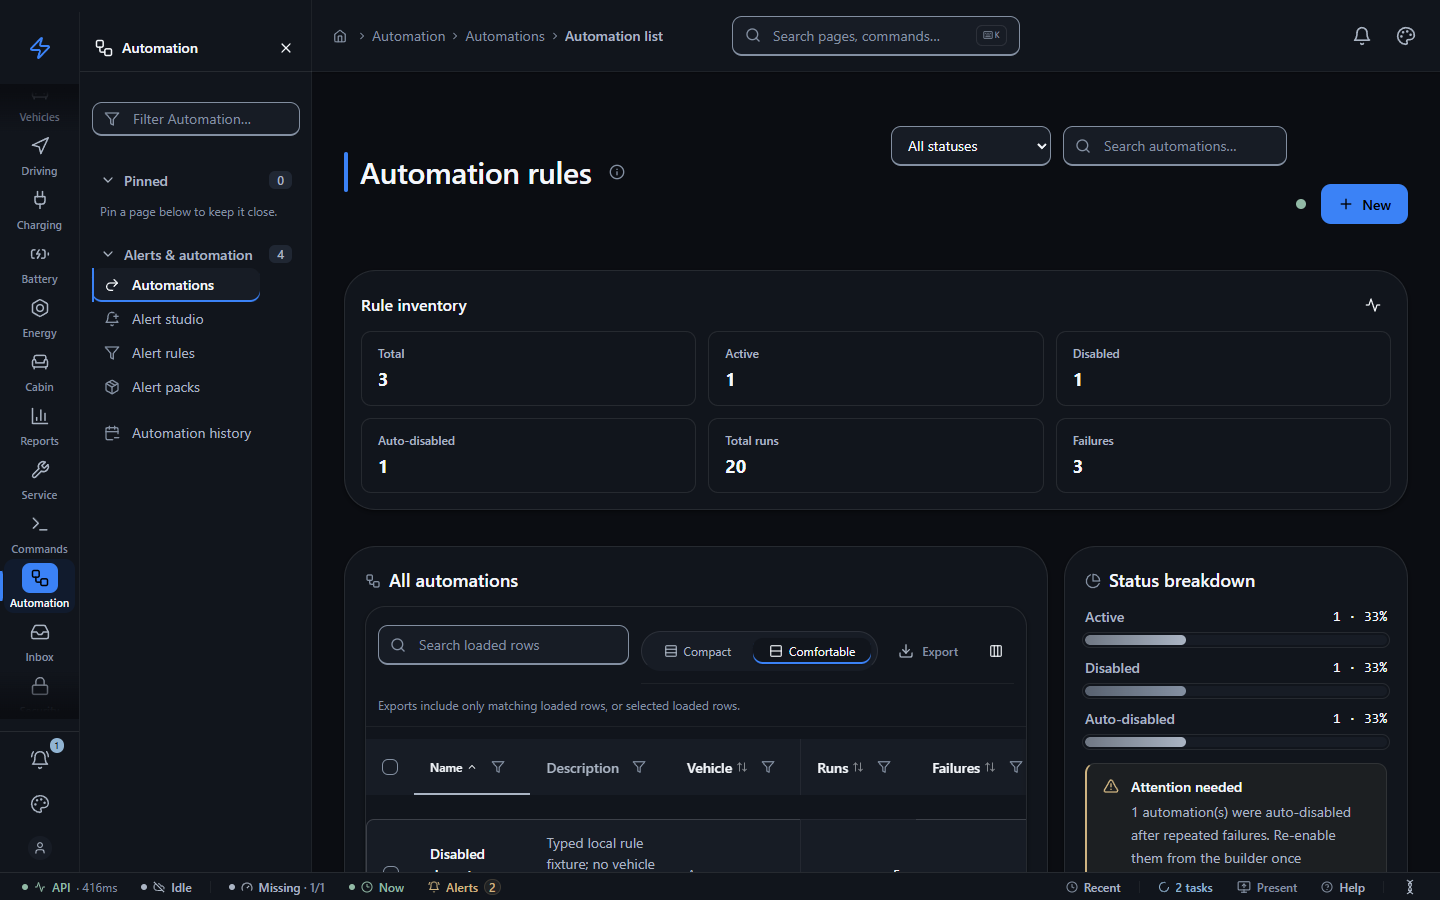 Automation
Automation
Automations
Automation list
Search pages, commands...
K
Vehicles
Driving
Charging
Battery
Energy
Cabin
Reports
Service
Commands
Automation
Inbox
1
Filter Automation...
Pinned
0
Pin a page below to keep it close.
Alerts & automation
4
Automations
Alert studio
Alert rules
Alert packs
Automation history
Automation rules
All statuses
Search automations...
New
Rule inventory
Total
3
Active
1
Disabled
1
Auto-disabled
1
Total runs
20
Failures
3
All automations
Search loaded rows
Compact
Comfortable
Export
Exports include only matching loaded rows, or selected loaded rows.
Name
Description
Vehicle
Runs
Failures
Disabled
Typed local rule
fixture; no vehicle
Status breakdown
Active
1 · 33%
Disabled
1 · 33%
Auto-disabled
1 · 33%
Attention needed
1 automation(s) were auto-disabled
after repeated failures. Re-enable
them from the builder once
API · 416ms
Idle
Missing · 1/1
Now
Alerts 2
Recent
2 tasks
Present
Help